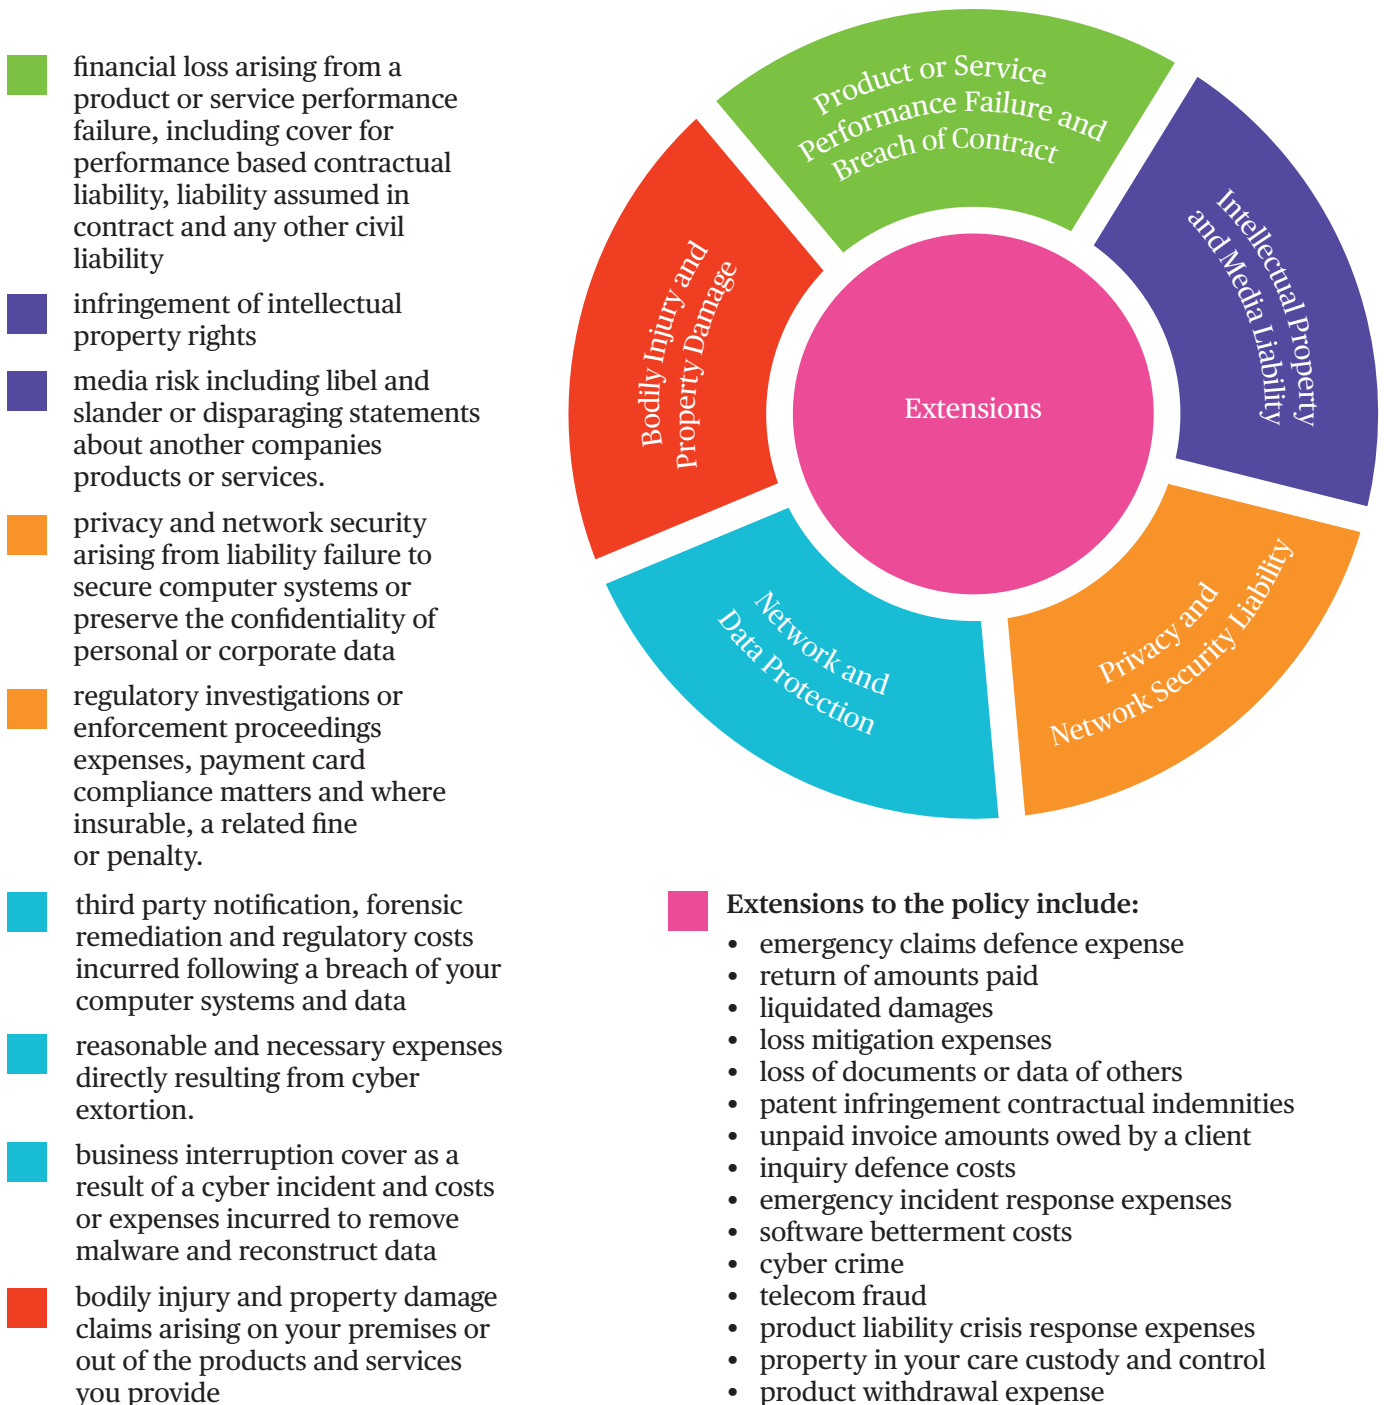 financial loss arising from a
product or service performance
failure, including cover for
performance based contractual
liability, liability assumed in
contract and any other civil
liability
infringement of intellectual
property rights
media risk including libel and
slander or disparaging statements
about another companies
products or services.
privacy and network security
arising from liability failure to
secure computer systems or
preserve the confidentiality of
personal or corporate data
regulatory investigations or
enforcement proceedings
expenses, payment card
compliance matters and where
insurable, a related fine
or penalty.
third party notification, forensic
remediation and regulatory costs
incurred following a breach of your
computer systems and data
reasonable and necessary expenses
directly resulting from cyber
extortion.
business interruption cover as a
result of a cyber incident and costs
or expenses incurred to remove
malware and reconstruct data
bodily injury and property damage
claims arising on your premises or
out of the products and services
you provide
Product or Service
Performance Failure and
Breach of Contract
Intellectual Property
and Media Liability
Privacy and
Network Security Liability
Network and
Data Protection
Bodily Injury and
Property Damage
Extensions
Extensions to the policy include:
• emergency claims defence expense
• return of amounts paid
• liquidated damages
• loss mitigation expenses
• loss of documents or data of others
• patent infringement contractual indemnities
• unpaid invoice amounts owed by a client
• inquiry defence costs
• emergency incident response expenses
• software betterment costs
• cyber crime
• telecom fraud
• product liability crisis response expenses
• property in your care custody and control
• product withdrawal expense